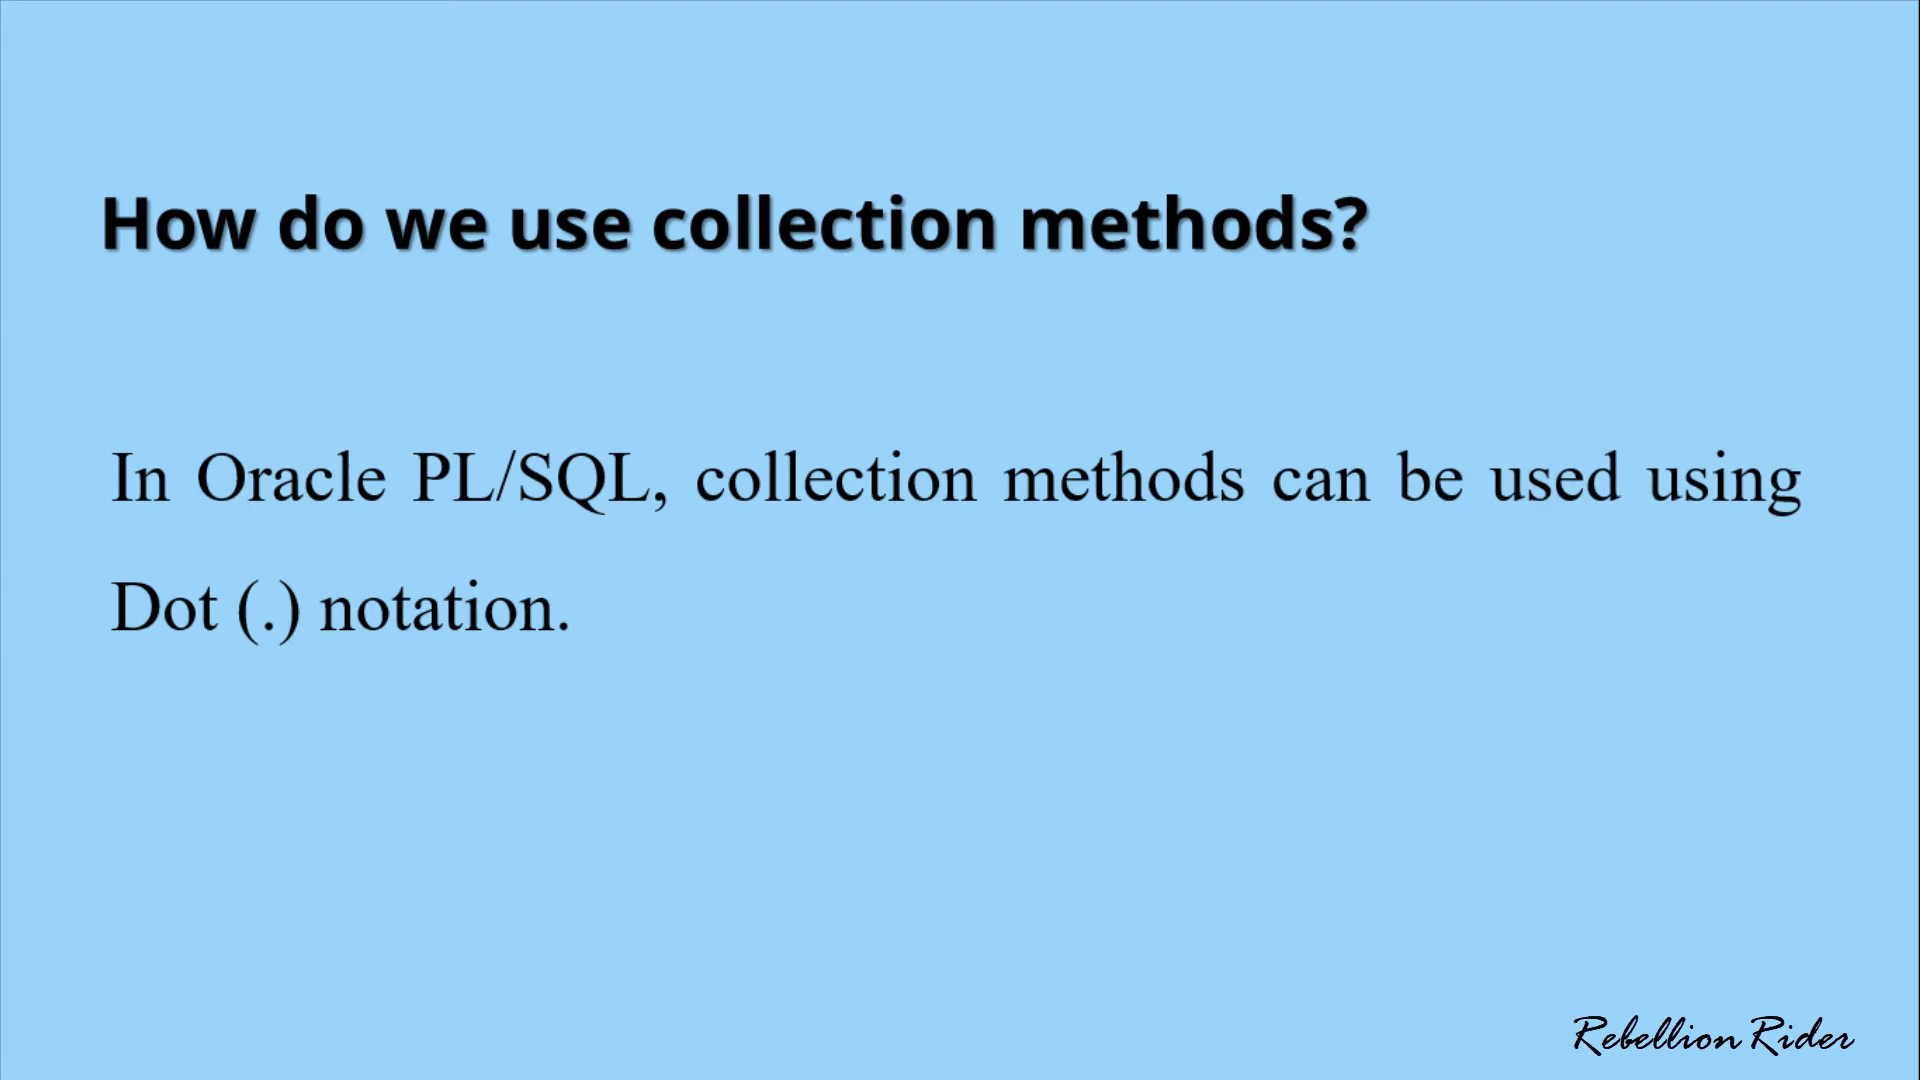 How do we use collection methods?
In Oracle PL/SQL, collection methods can be used using
Dot (.) notation.
Rebellion Rider